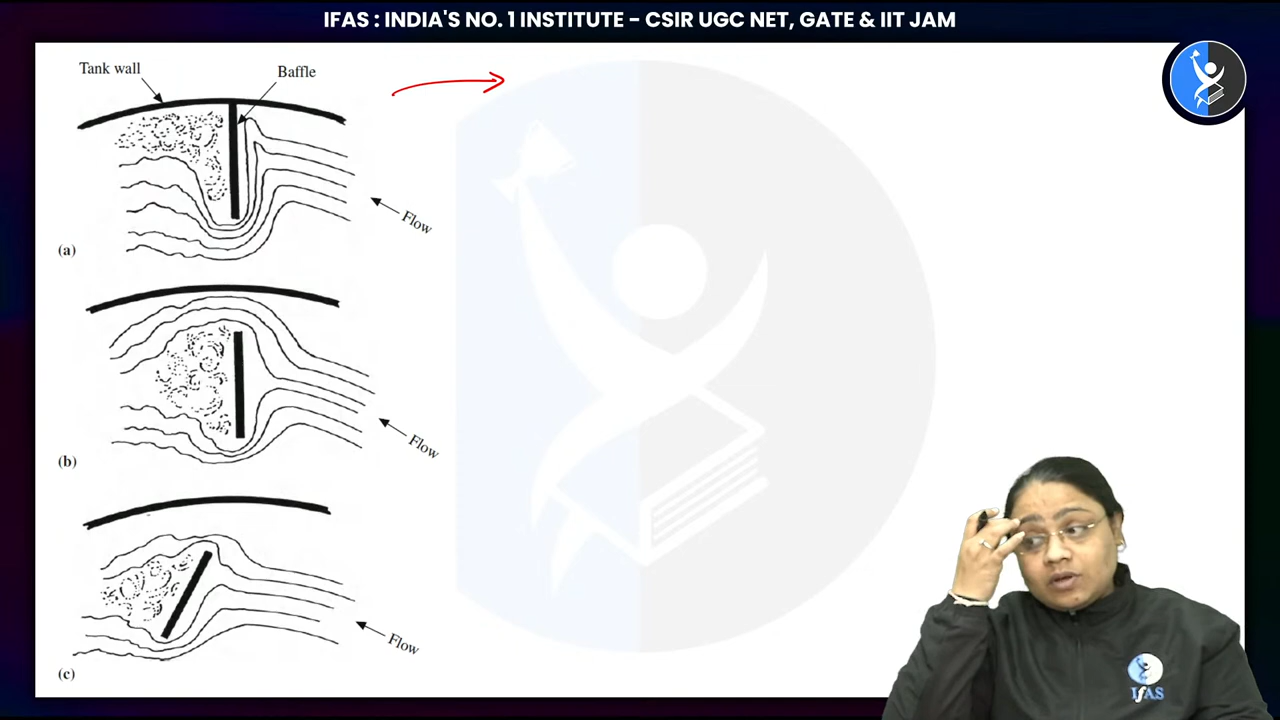 IFAS : INDIA'S NO. 1 INSTITUTE – CSIR UGC NET, GATE & IIT JAM
Tank wall
Baffle
Flow
(a)
Flow
(b)
Flow
(c)
IFAS